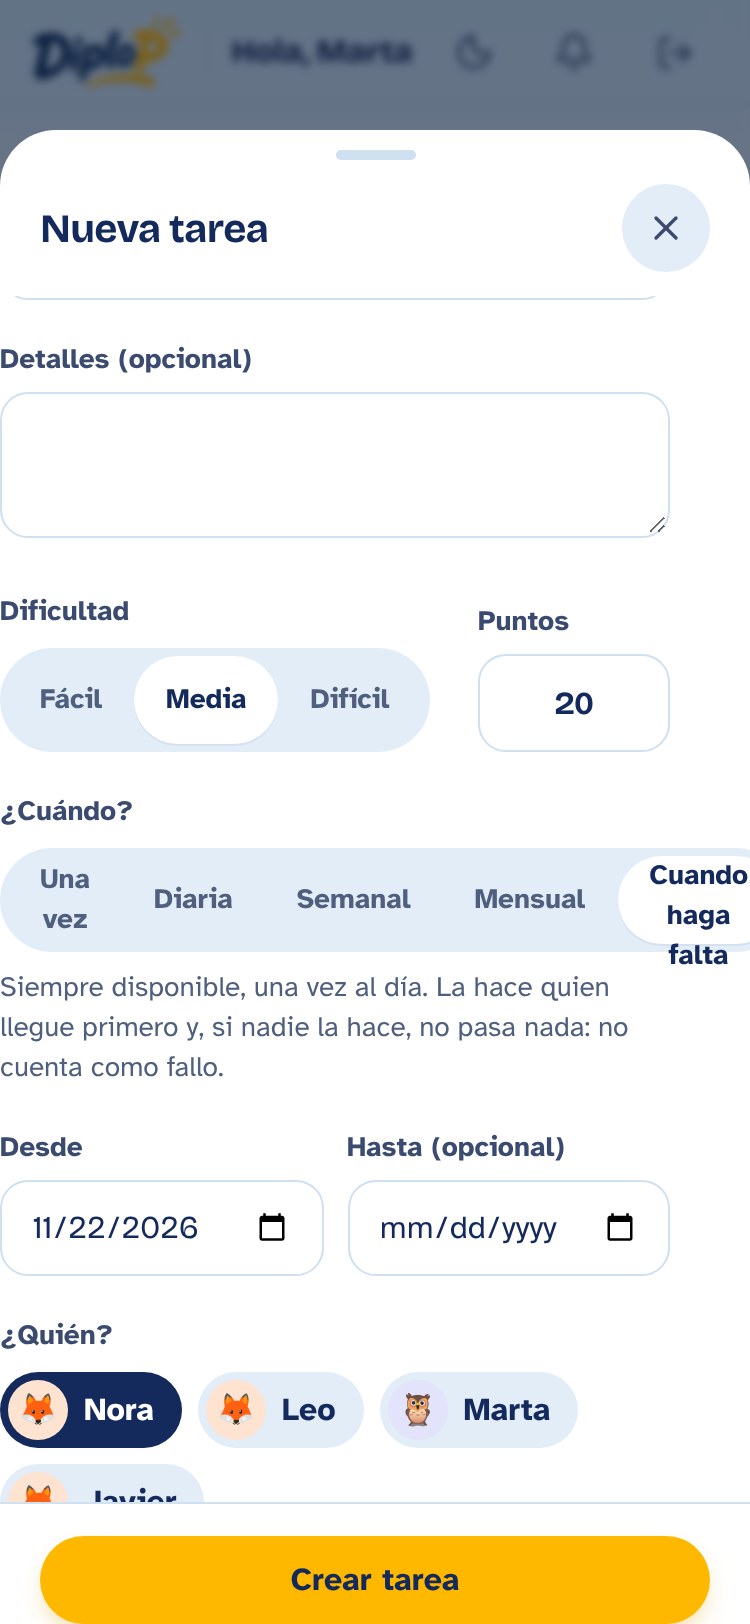 DiploP
Hola, Marta
Nueva tarea
Detalles (opcional)
Dificultad
Puntos
Fácil
Media
Difícil
20
¿Cuándo?
Una
vez
Diaria
Semanal
Mensual
Cuando
haga
falta
Siempre disponible, una vez al día. La hace quien
llegue primero y, si nadie la hace, no pasa nada: no
cuenta como fallo.
Desde
Hasta (opcional)
11/22/2026
mm/dd/yyyy
¿Quién?
Nora
Leo
Marta
Javier
Crear tarea